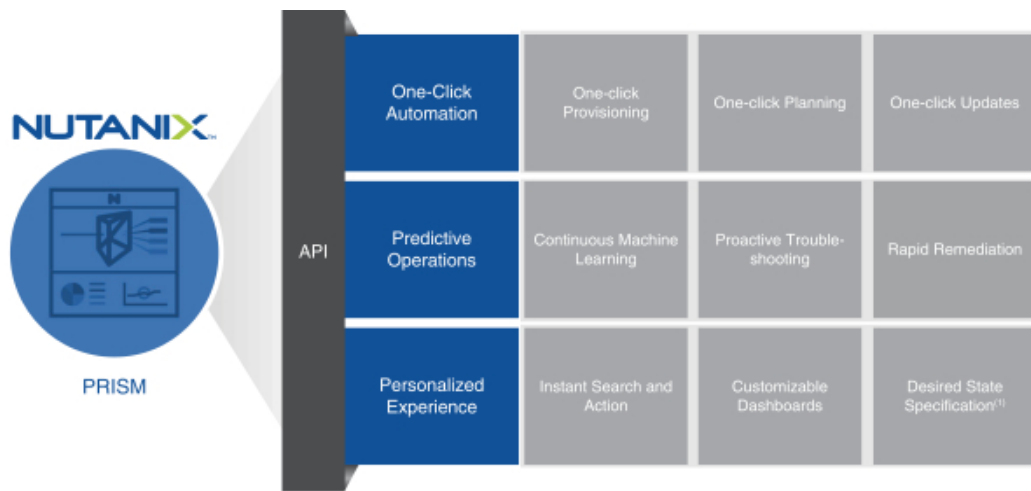 NUTANIX™
PRISM
API
One-Click
Automation
One-click
Provisioning
One-click Planning
One-click Updates
Predictive
Operations
Continuous Machine
Learning
Proactive Trouble-
shooting
Rapid Remediation
Personalized
Experience
Instant Search and
Action
Customizable
Dashboards
Desired State
Specification(1)